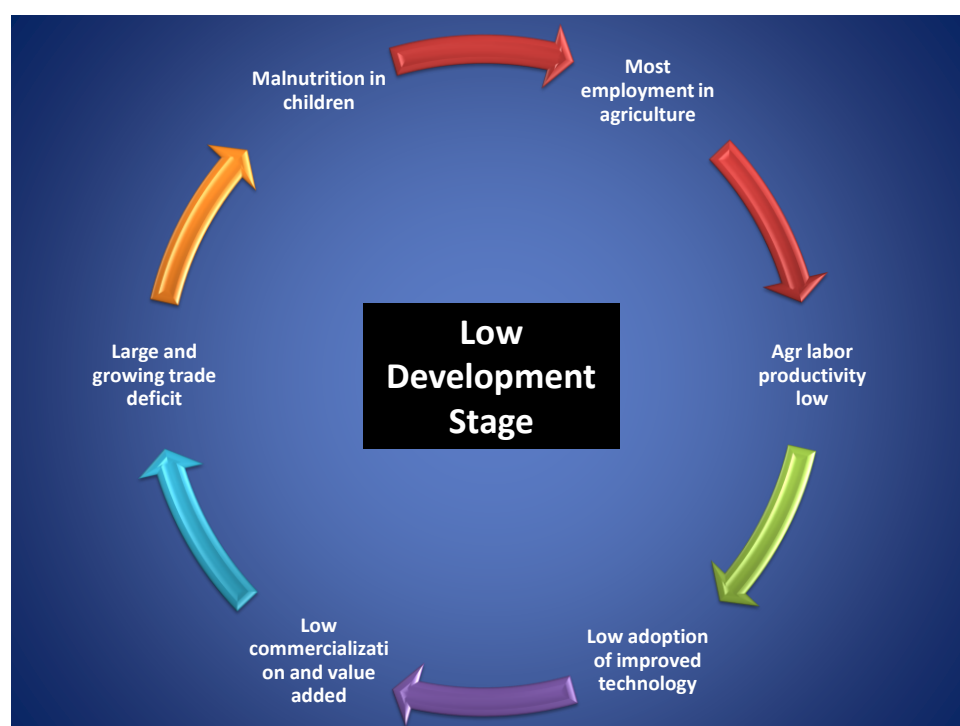 Malnutrition in
children
Most
employment in
agriculture
Large and
growing trade
deficit
Low
Development
Stage
Agr labor
productivity
low
Low
commercializati
on and value
added
Low adoption
of improved
technology